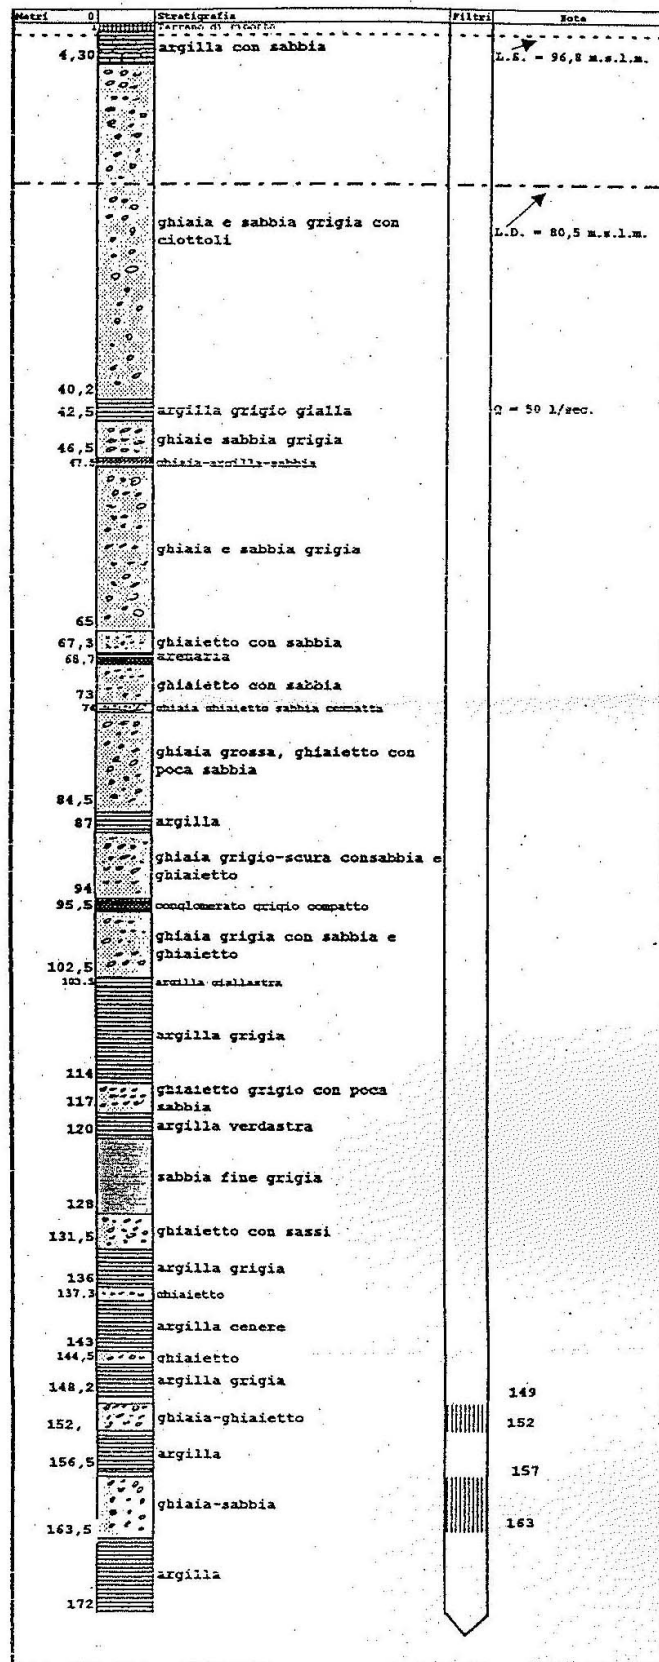 Metri 0 Stratigrafia Filtri Note
1 Terreno di riporto
4,30 argilla con sabbia
L.S. = 96,8 m.s.l.m.
ghiaia e sabbia grigia con
ciottoli
L.D. = 80,5 m.s.l.m.
40,2
42,5 argilla grigio gialla Q = 50 l/sec.
46,5 ghiaie sabbia grigia
47.5 ghiaia-argilla-sabbia
ghiaia e sabbia grigia
65
67,3 ghiaietto con sabbia
68,7 arenaria
73 ghiaietto con sabbia
74 ghiaia ghiaietto sabbia compatta
ghiaia grossa, ghiaietto con
poca sabbia
84,5
87 argilla
ghiaia grigio-scura consabbia e
ghiaietto
94
95,5 conglomerato grigio compatto
ghiaia grigia con sabbia e
ghiaietto
102,5
argilla giallastra
argilla grigia
114
ghiaietto grigio con poca
117 sabbia
120 argilla verdastra
sabbia fine grigia
128
131,5 ghiaietto con sassi
136 argilla grigia
137.3 ghiaietto
argilla cenere
143
144,5 ghiaietto
148,2 argilla grigia
149
152, ghiaia-ghiaietto 152
156,5 argilla
157
163,5 ghiaia-sabbia 163
argilla
172